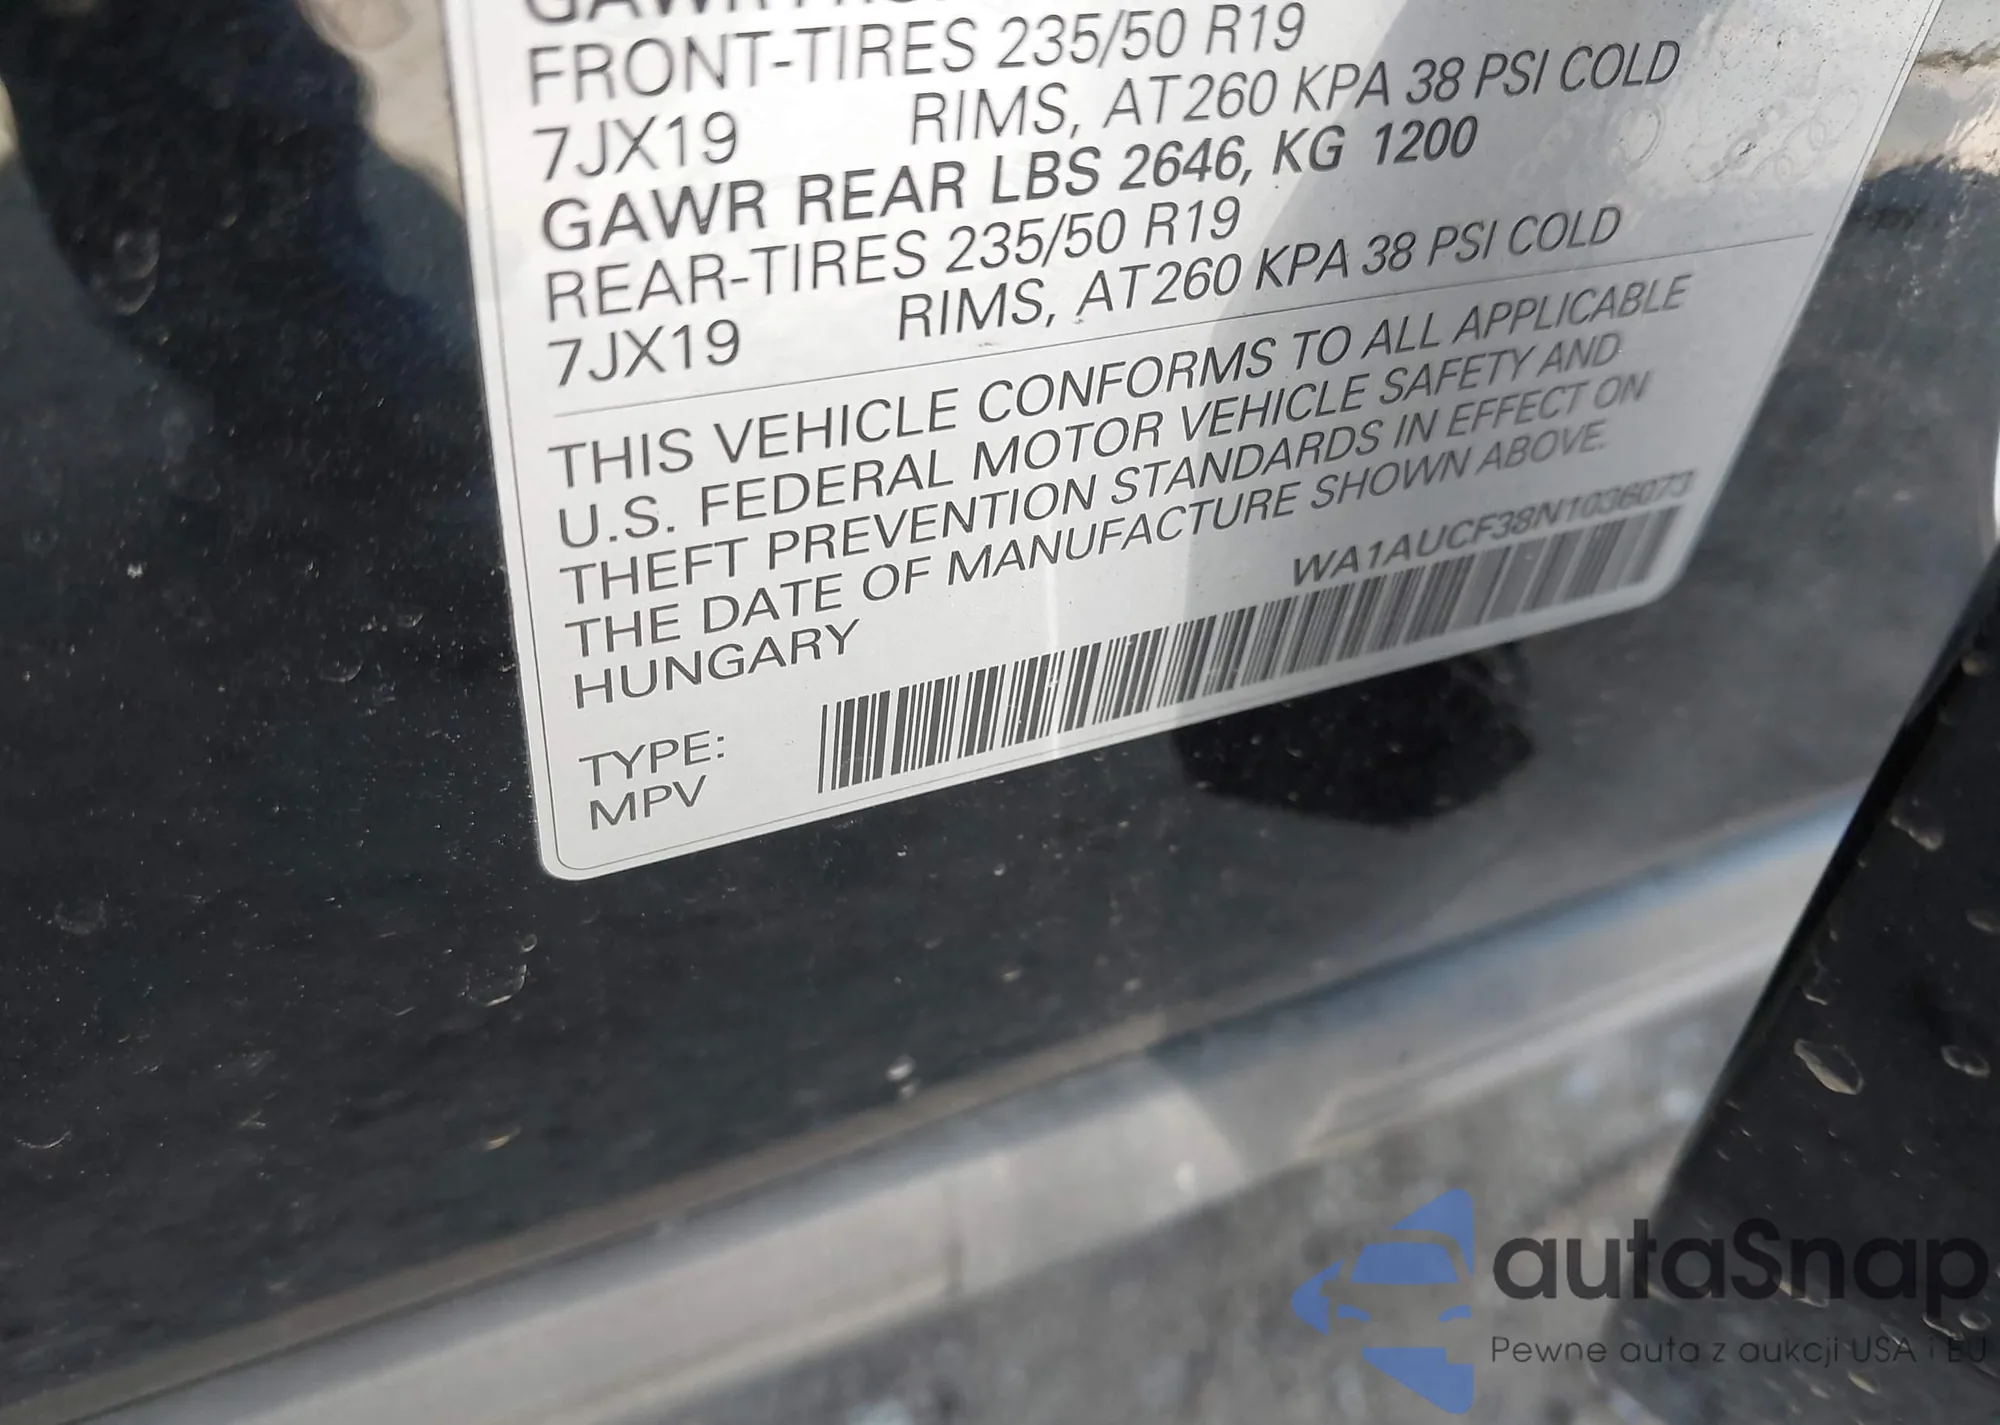 GAWR FRO
FRONT-TIRES 235/50 R19
7JX19 RIMS, AT260 KPA 38 PSI COLD
GAWR REAR LBS 2646, KG 1200
REAR-TIRES 235/50 R19
7JX19 RIMS, AT260 KPA 38 PSI COLD
THIS VEHICLE CONFORMS TO ALL APPLICABLE
U.S. FEDERAL MOTOR VEHICLE SAFETY AND
THEFT PREVENTION STANDARDS IN EFFECT ON
THE DATE OF MANUFACTURE SHOWN ABOVE.
HUNGARY
WA1AUCF38N1036073
TYPE:
MPV
autaSnap
Pewne auta z aukcji USA i EU